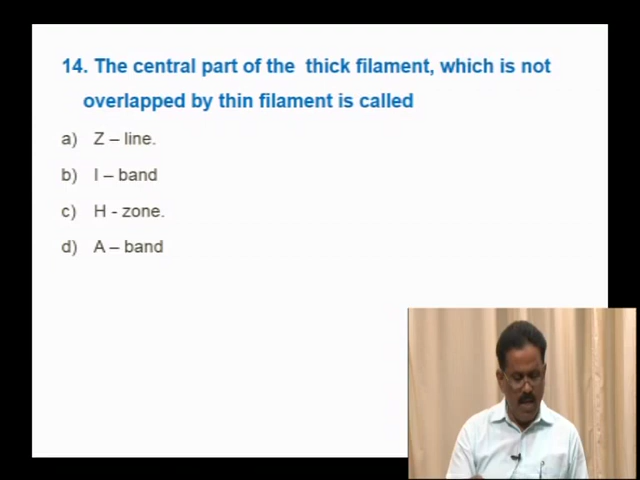 14. The central part of the thick filament, which is not
overlapped by thin filament is called
a) Z – line.
b) I – band
c) H - zone.
d) A – band